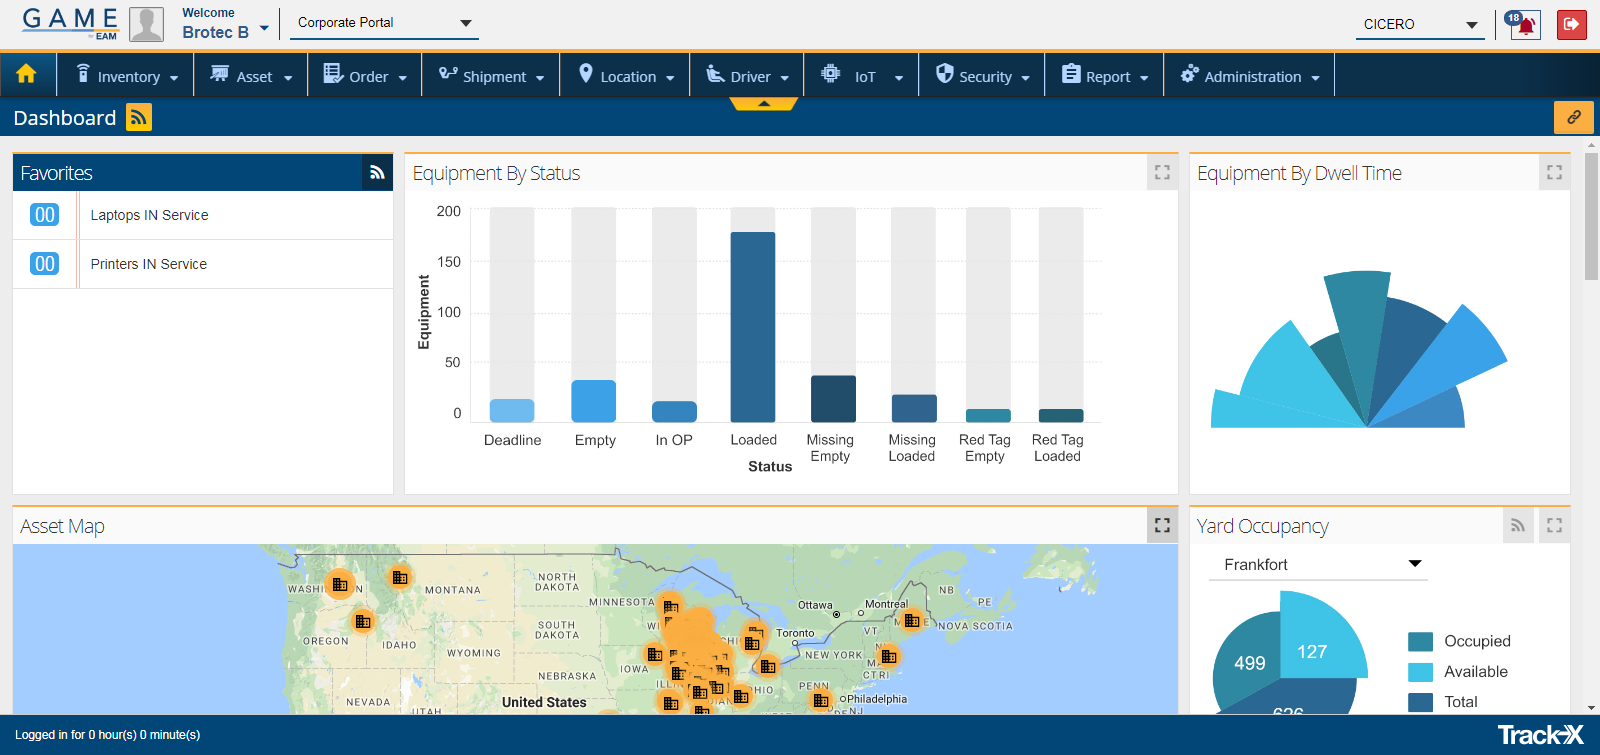 GAME
by EAM
Welcome
Brotec B
Corporate Portal
CICERO
18
Inventory
Asset
Order
Shipment
Location
Driver
IoT
Security
Report
Administration
Dashboard
Favorites
00 Laptops IN Service
00 Printers IN Service
Equipment By Status
200
150
100
50
0
Equipment
Deadline
Empty
In OP
Loaded
Missing
Empty
Missing
Loaded
Red Tag
Empty
Red Tag
Loaded
Status
Equipment By Dwell Time
Asset Map
NORTH
DAKOTA
MONTANA
MINNESOTA
SOUTH
DAKOTA
OREGON
IDAHO
WYOMING
IOWA
NEBRASKA
NEVADA
UTAH
United States
Ottawa
Montreal
NB
PE
NOVA SCOTIA
Toronto
VT
NEW YORK
MA
CT RI
PENN
Philadelphia
NJ
Yard Occupancy
Frankfort
499
127
626
Occupied
Available
Total
Logged in for 0 hour(s) 0 minute(s)
Track-X